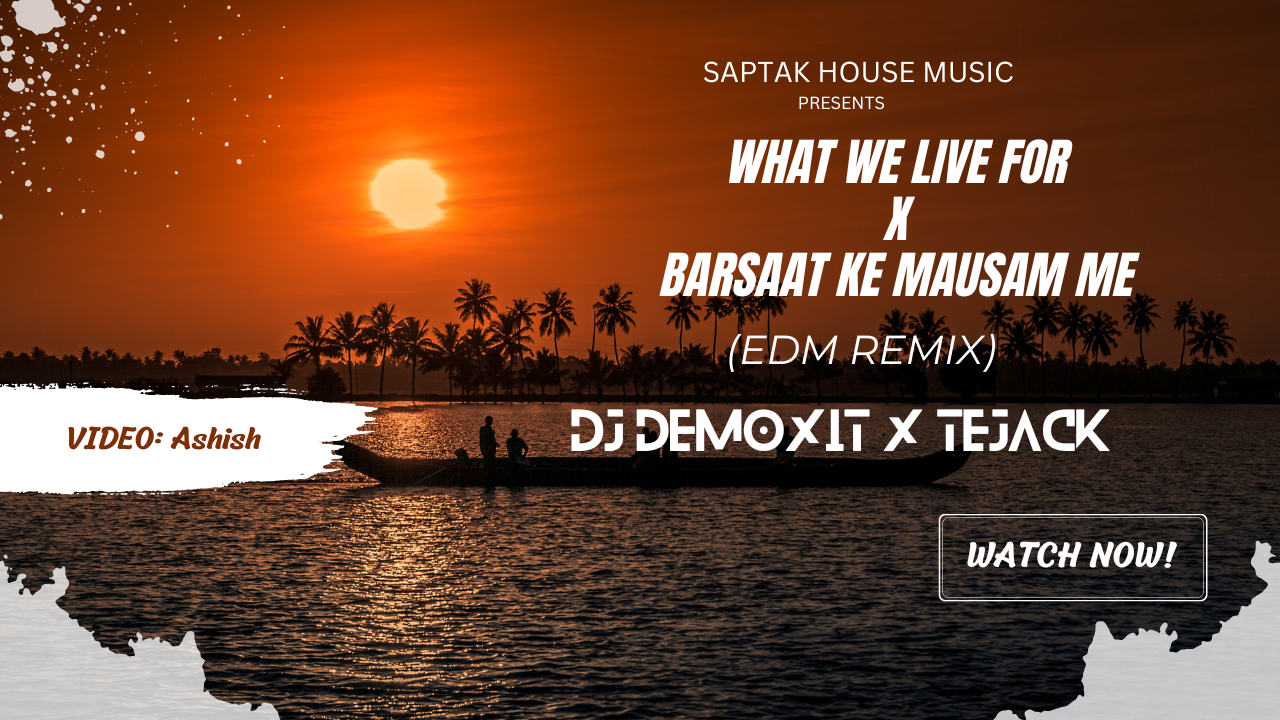 SAPTAK HOUSE MUSIC
PRESENTS
WHAT WE LIVE FOR
X
BARSAAT KE MAUSAM ME
(EDM REMIX)
DJ DEMOXIT X TEJACK
VIDEO: Ashish
WATCH NOW!